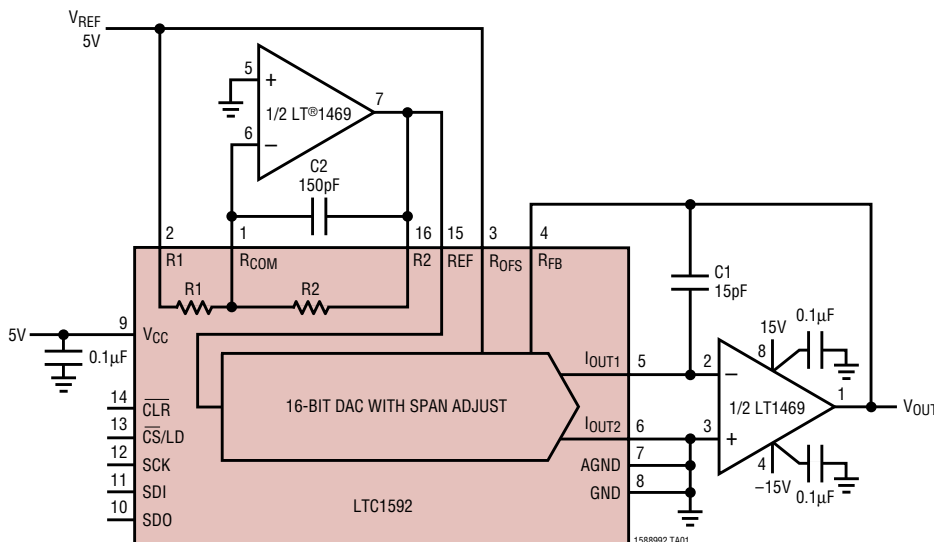 VREF
5V
5
+
7
1/2 LT®1469
6
–
C2
150pF
2
1
16
15
3
4
R1
RCOM
R2
REF
ROFS
RFB
R1
R2
C1
15pF
5V
9
VCC
0.1µF
15V
0.1µF
8
IOUT1
5
2
–
16-BIT DAC WITH SPAN ADJUST
1/2 LT1469
1
VOUT
14
CLR
13
CS/LD
IOUT2
6
3
+
12
SCK
AGND
7
4
–15V
0.1µF
11
SDI
GND
8
10
SDO
LTC1592
1588992 TA01